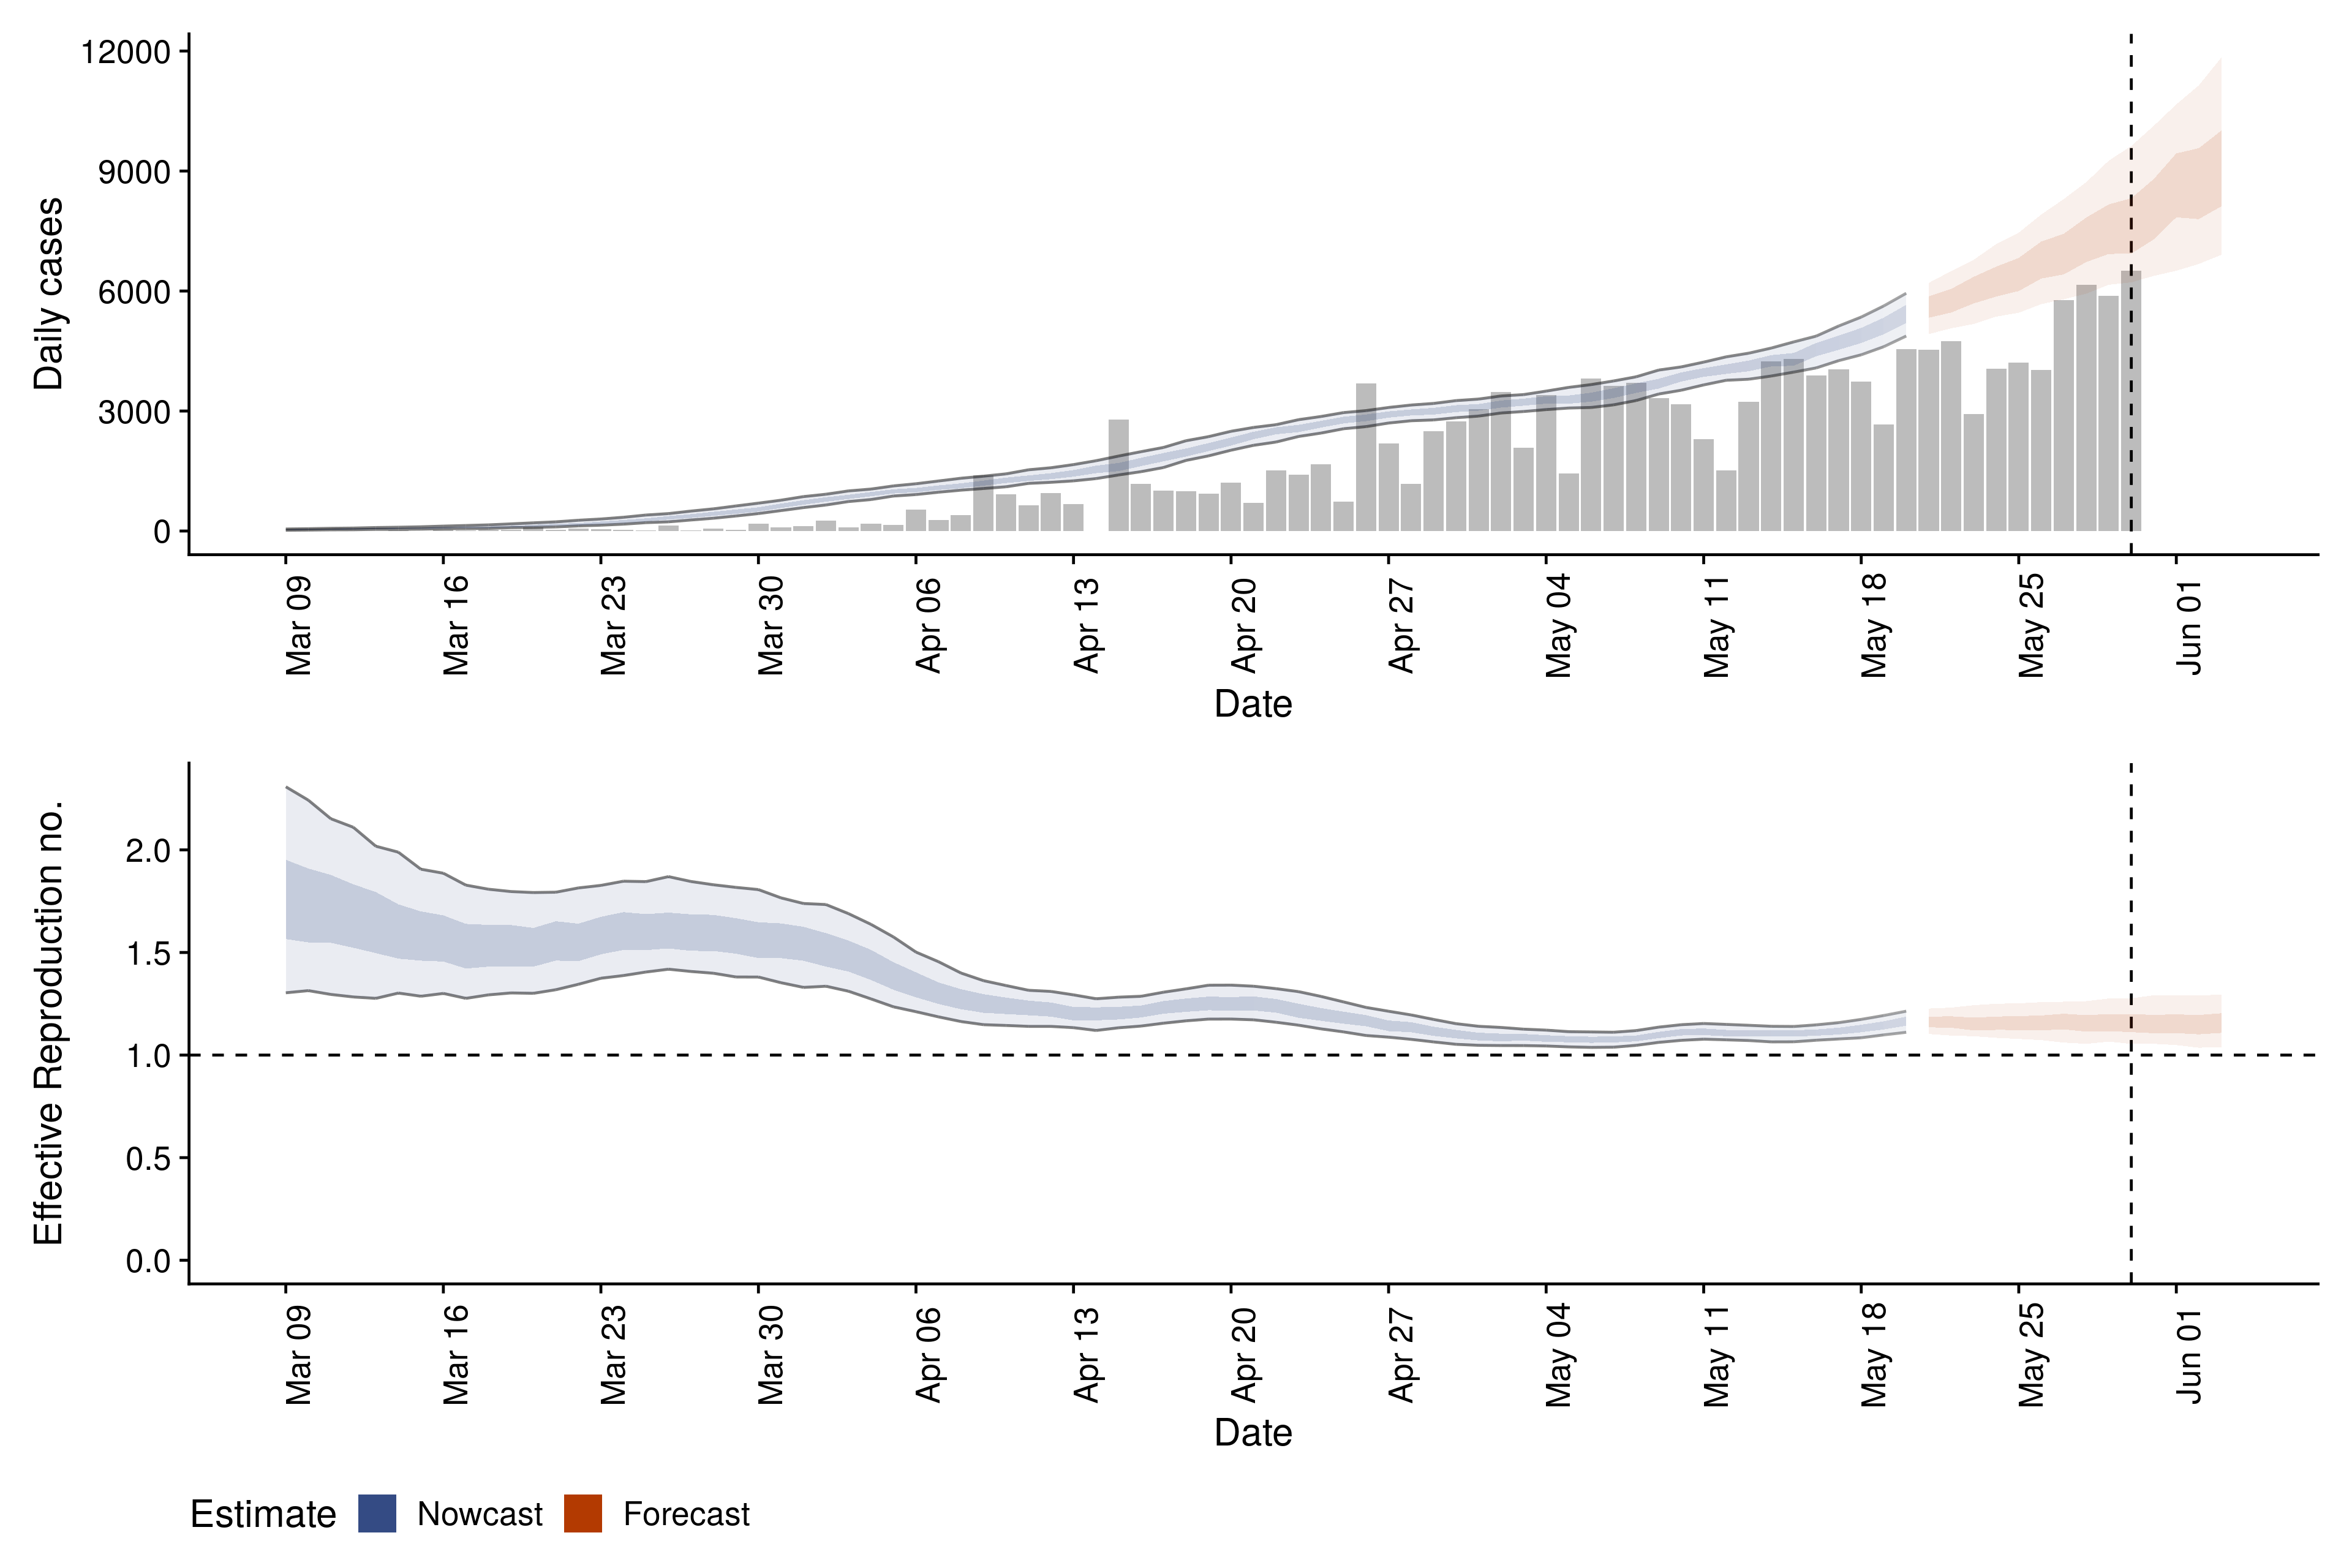 12000
9000
6000
3000
0
Daily cases
Mar 09
Mar 16
Mar 23
Mar 30
Apr 06
Apr 13
Apr 20
Apr 27
May 04
May 11
May 18
May 25
Jun 01
Date
2.0
1.5
1.0
0.5
0.0
Effective Reproduction no.
Mar 09
Mar 16
Mar 23
Mar 30
Apr 06
Apr 13
Apr 20
Apr 27
May 04
May 11
May 18
May 25
Jun 01
Date
Estimate Nowcast Forecast